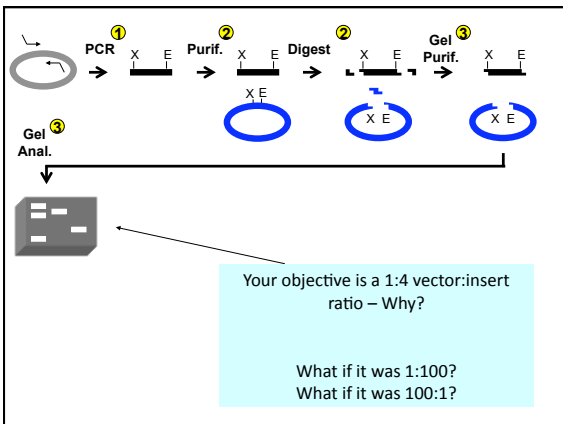 PCR 1 Purif. 2 Digest 2 Gel Purif. 3
X E
X E
X E
X E
X E
X E
X E
Gel Anal. 3
Your objective is a 1:4 vector:insert
ratio – Why?
What if it was 1:100?
What if it was 100:1?